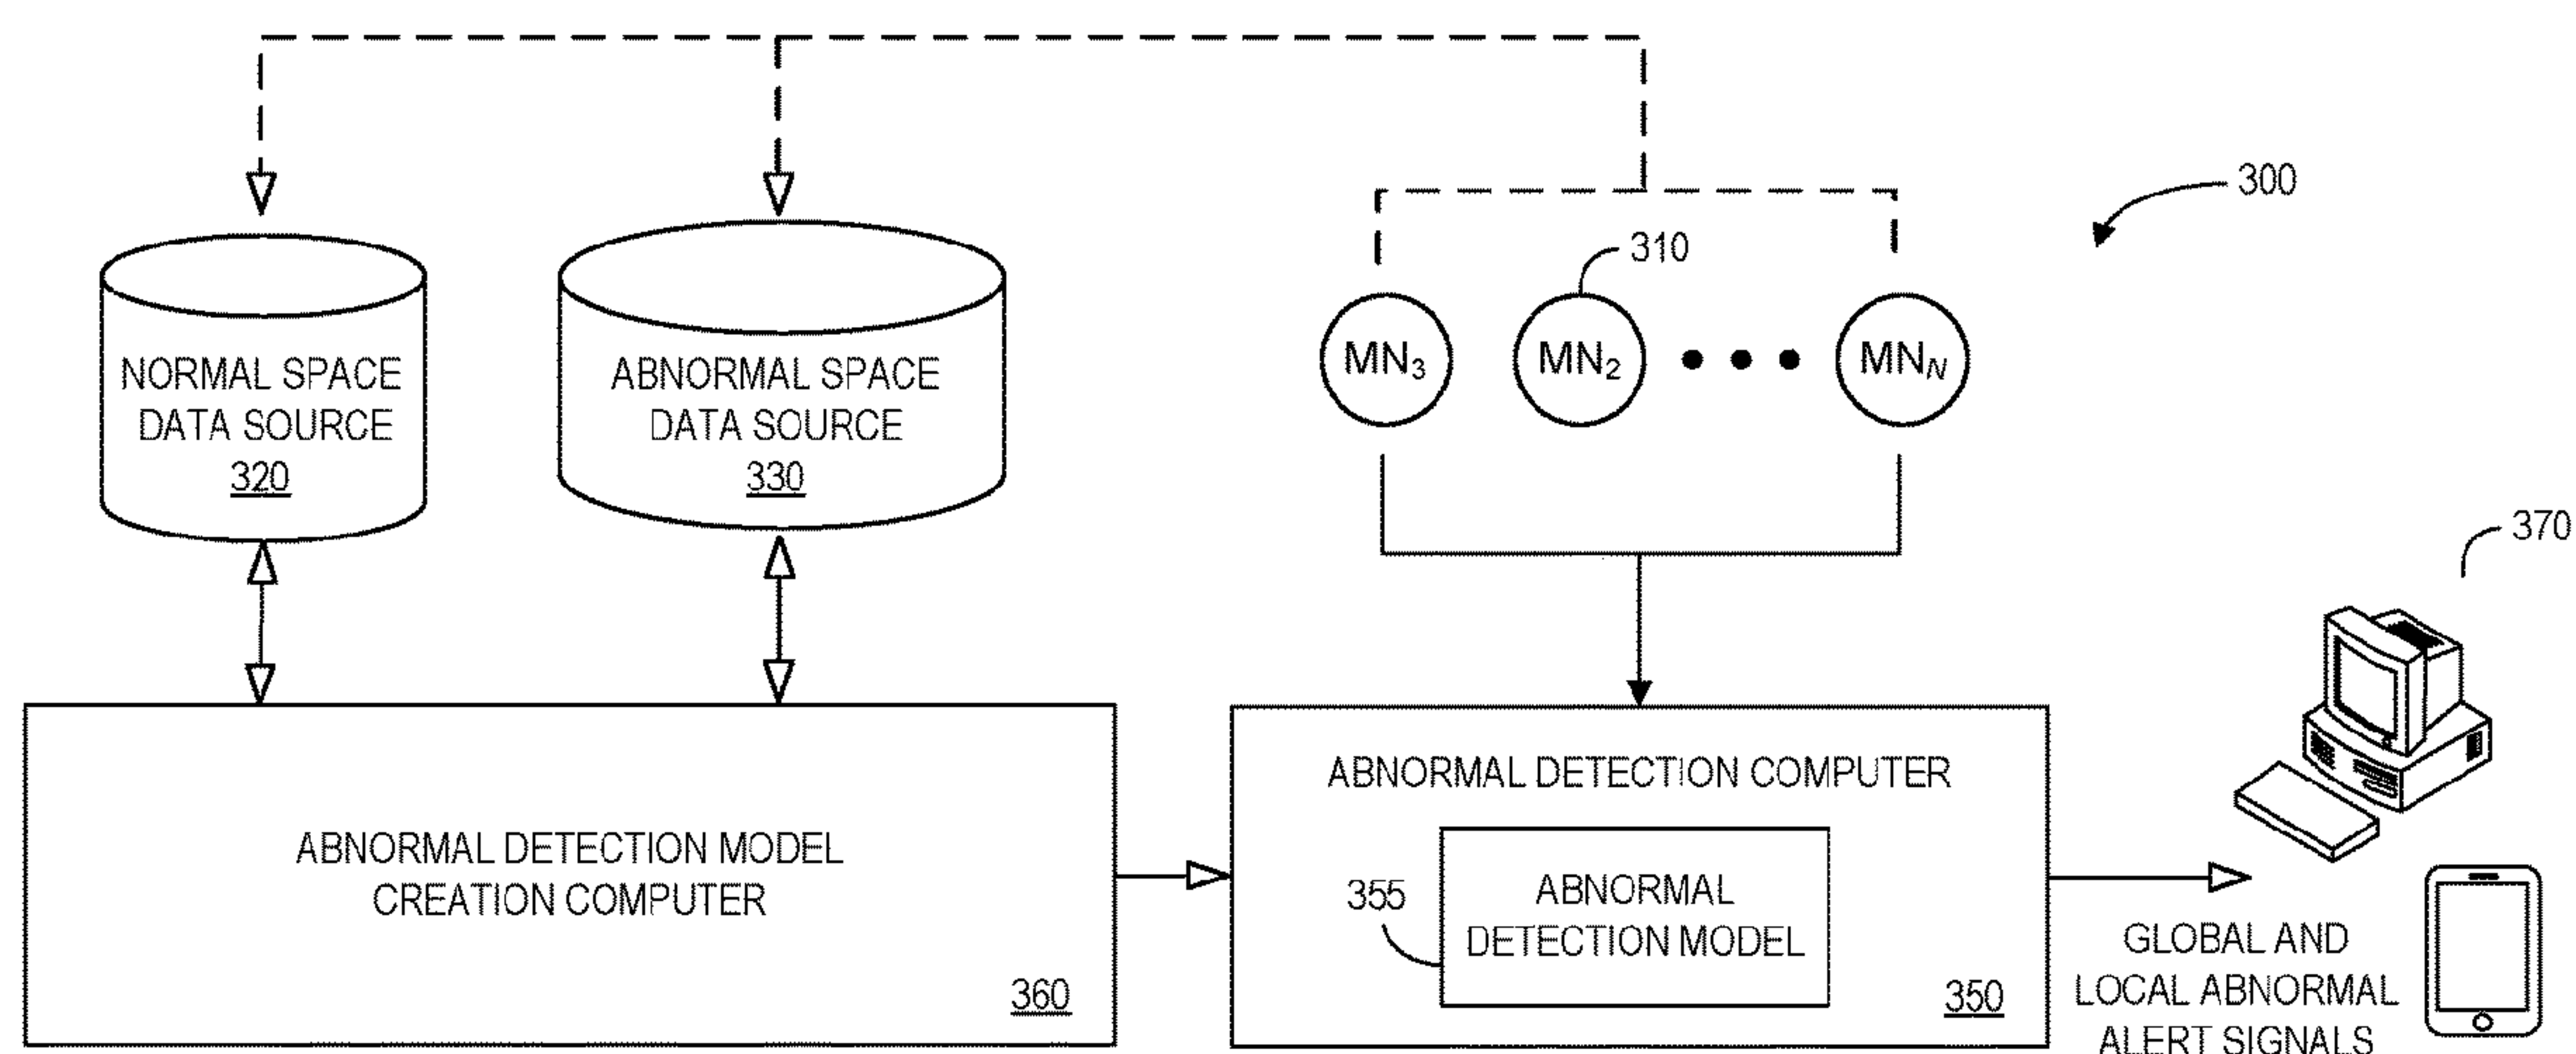 300
310
MN3
MN2
MNN
NORMAL SPACE
DATA SOURCE
320
ABNORMAL SPACE
DATA SOURCE
330
370
ABNORMAL DETECTION MODEL
CREATION COMPUTER
360
ABNORMAL DETECTION COMPUTER
355
ABNORMAL
DETECTION MODEL
350
GLOBAL AND
LOCAL ABNORMAL
ALERT SIGNALS